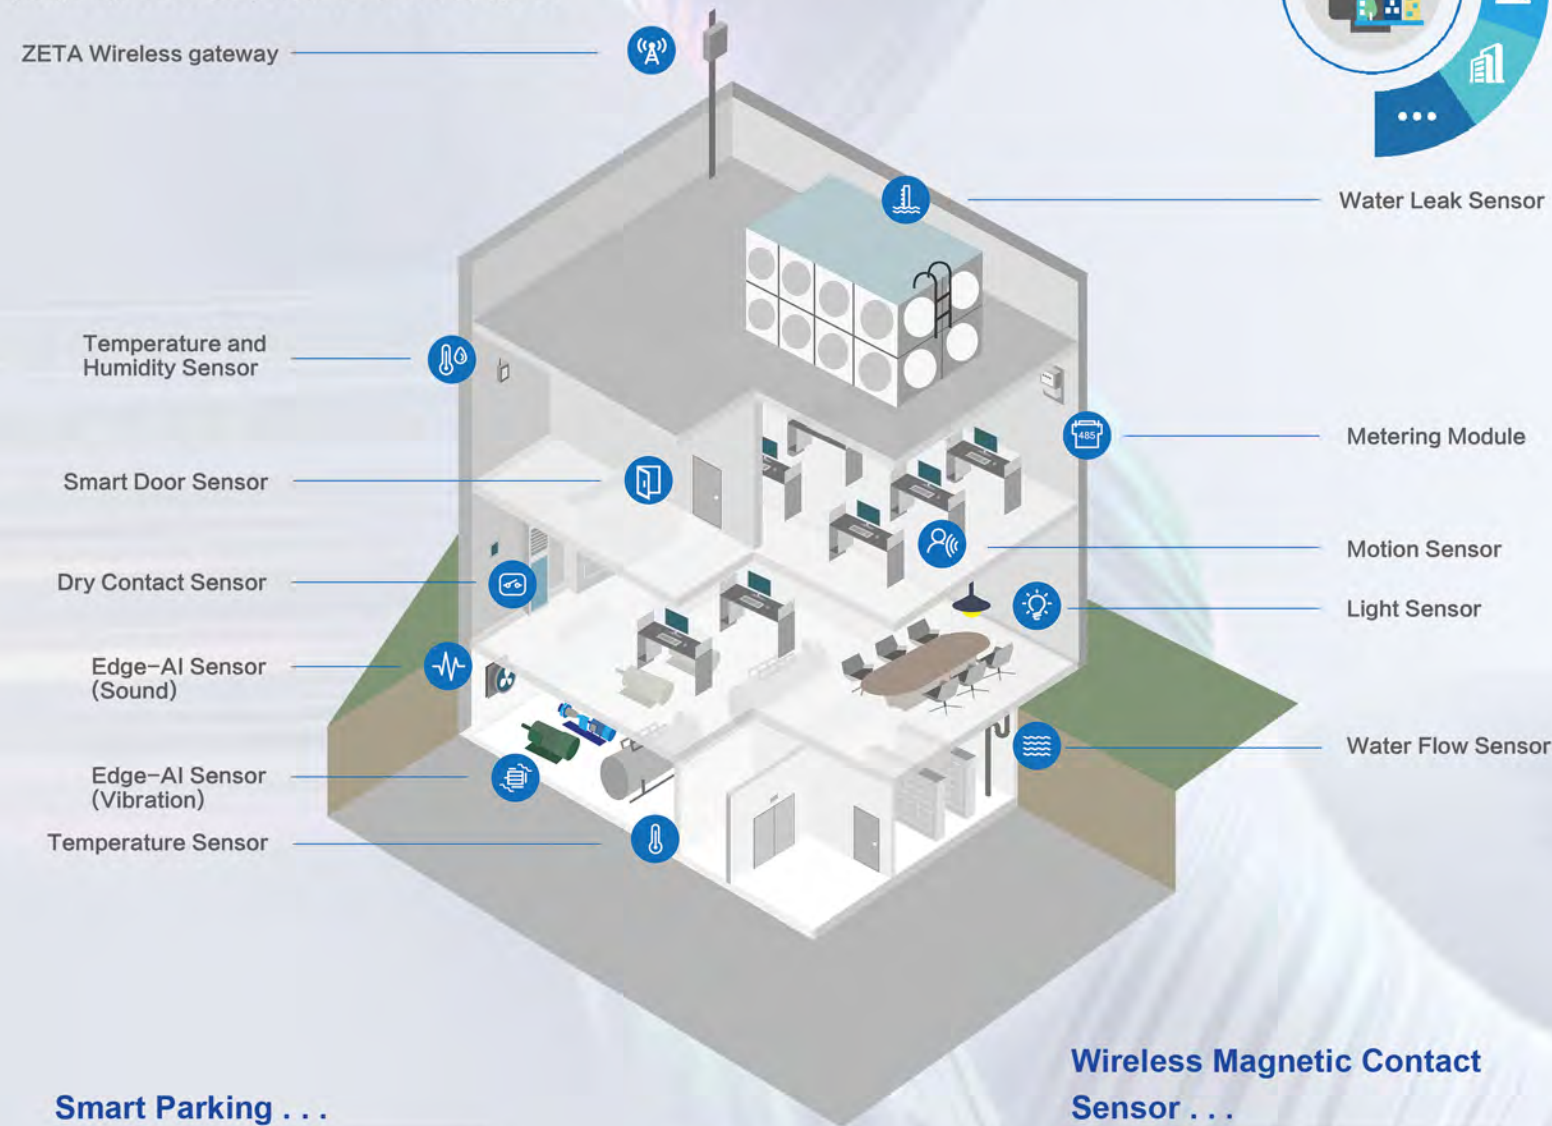 ZETA Wireless gateway
Water Leak Sensor
Temperature and
Humidity Sensor
485
Metering Module
Smart Door Sensor
Motion Sensor
Dry Contact Sensor
Light Sensor
Edge-AI Sensor
(Sound)
Water Flow Sensor
Edge-AI Sensor
(Vibration)
Temperature Sensor
Smart Parking . . .
Wireless Magnetic Contact
Sensor . . .